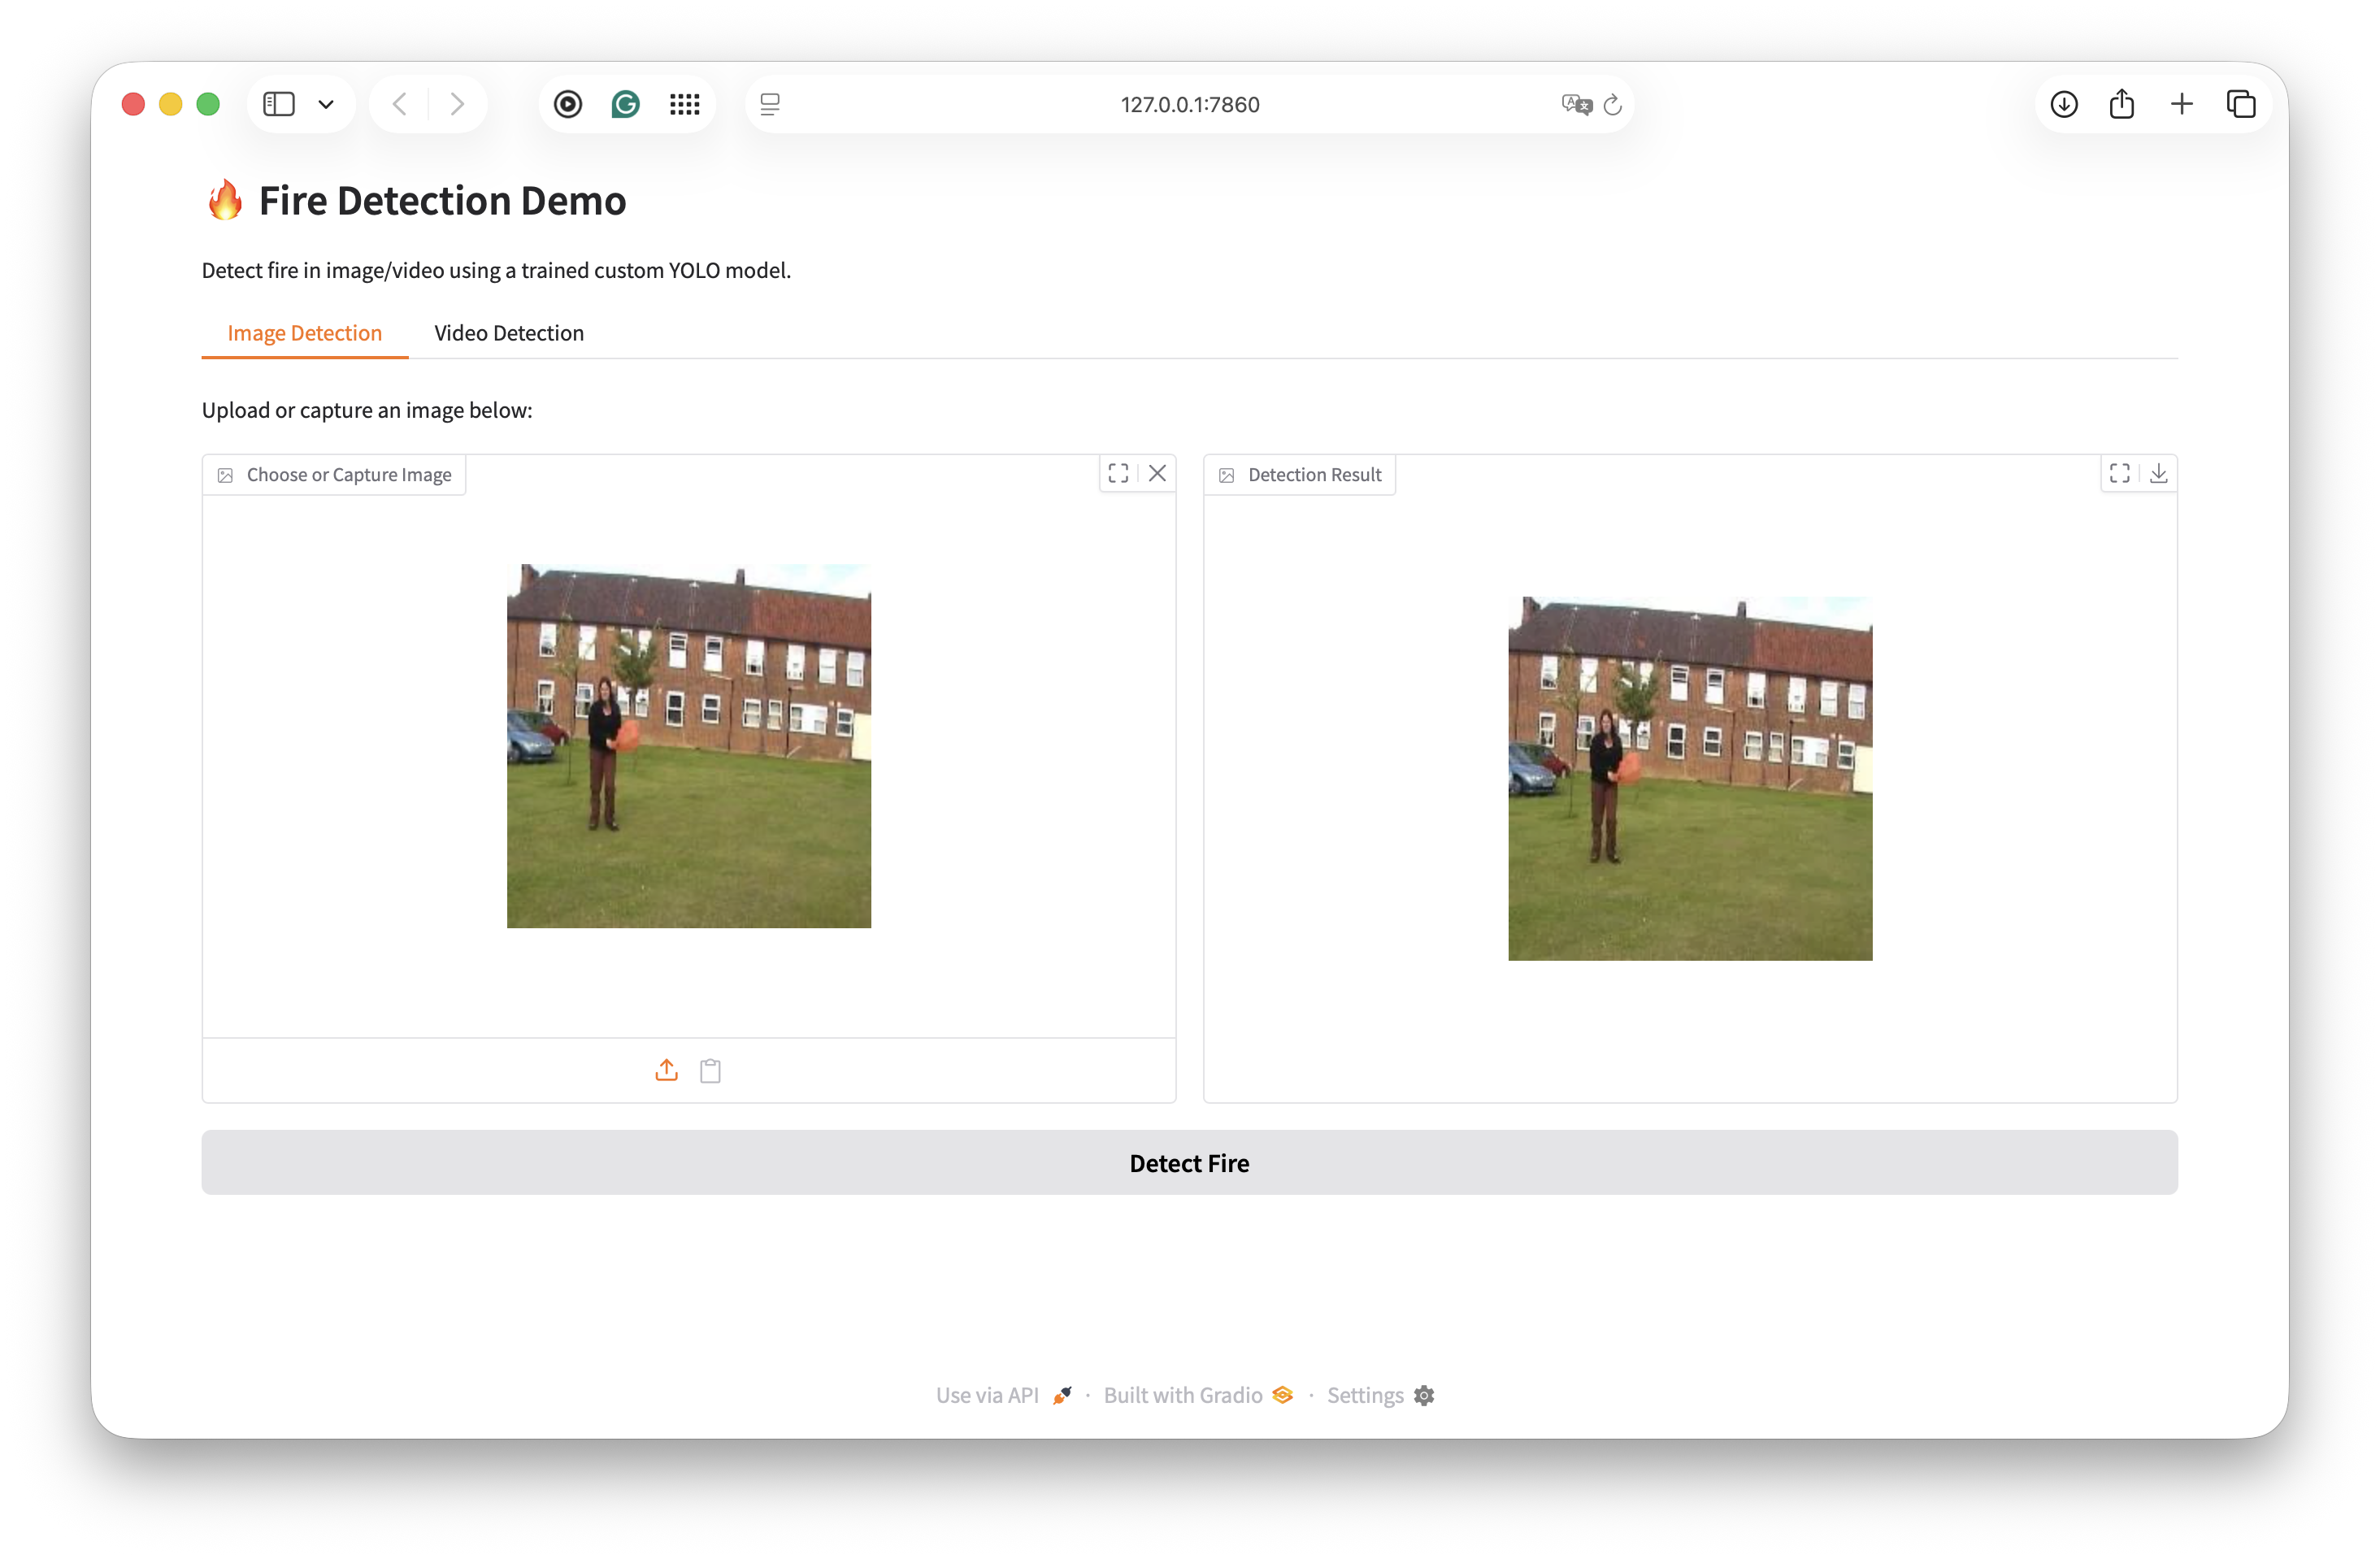 127.0.0.1:7860
🔥 Fire Detection Demo
Detect fire in image/video using a trained custom YOLO model.
Image Detection Video Detection
Upload or capture an image below:
Choose or Capture Image
Detection Result
Detect Fire
Use via API · Built with Gradio · Settings